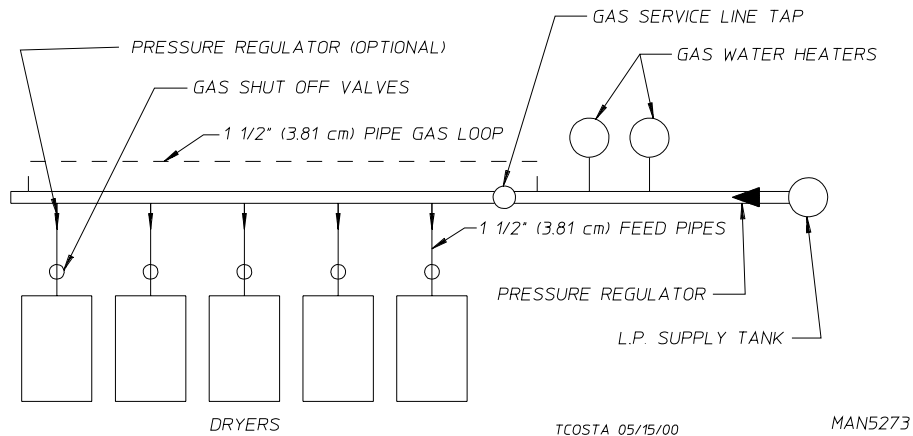 GAS SERVICE LINE TAP
PRESSURE REGULATOR (OPTIONAL)
GAS WATER HEATERS
GAS SHUT OFF VALVES
1 1/2" (3.81 cm) PIPE GAS LOOP
1 1/2" (3.81 cm) FEED PIPES
PRESSURE REGULATOR
L.P. SUPPLY TANK
DRYERS
TCOSTA 05/15/00
MAN5273